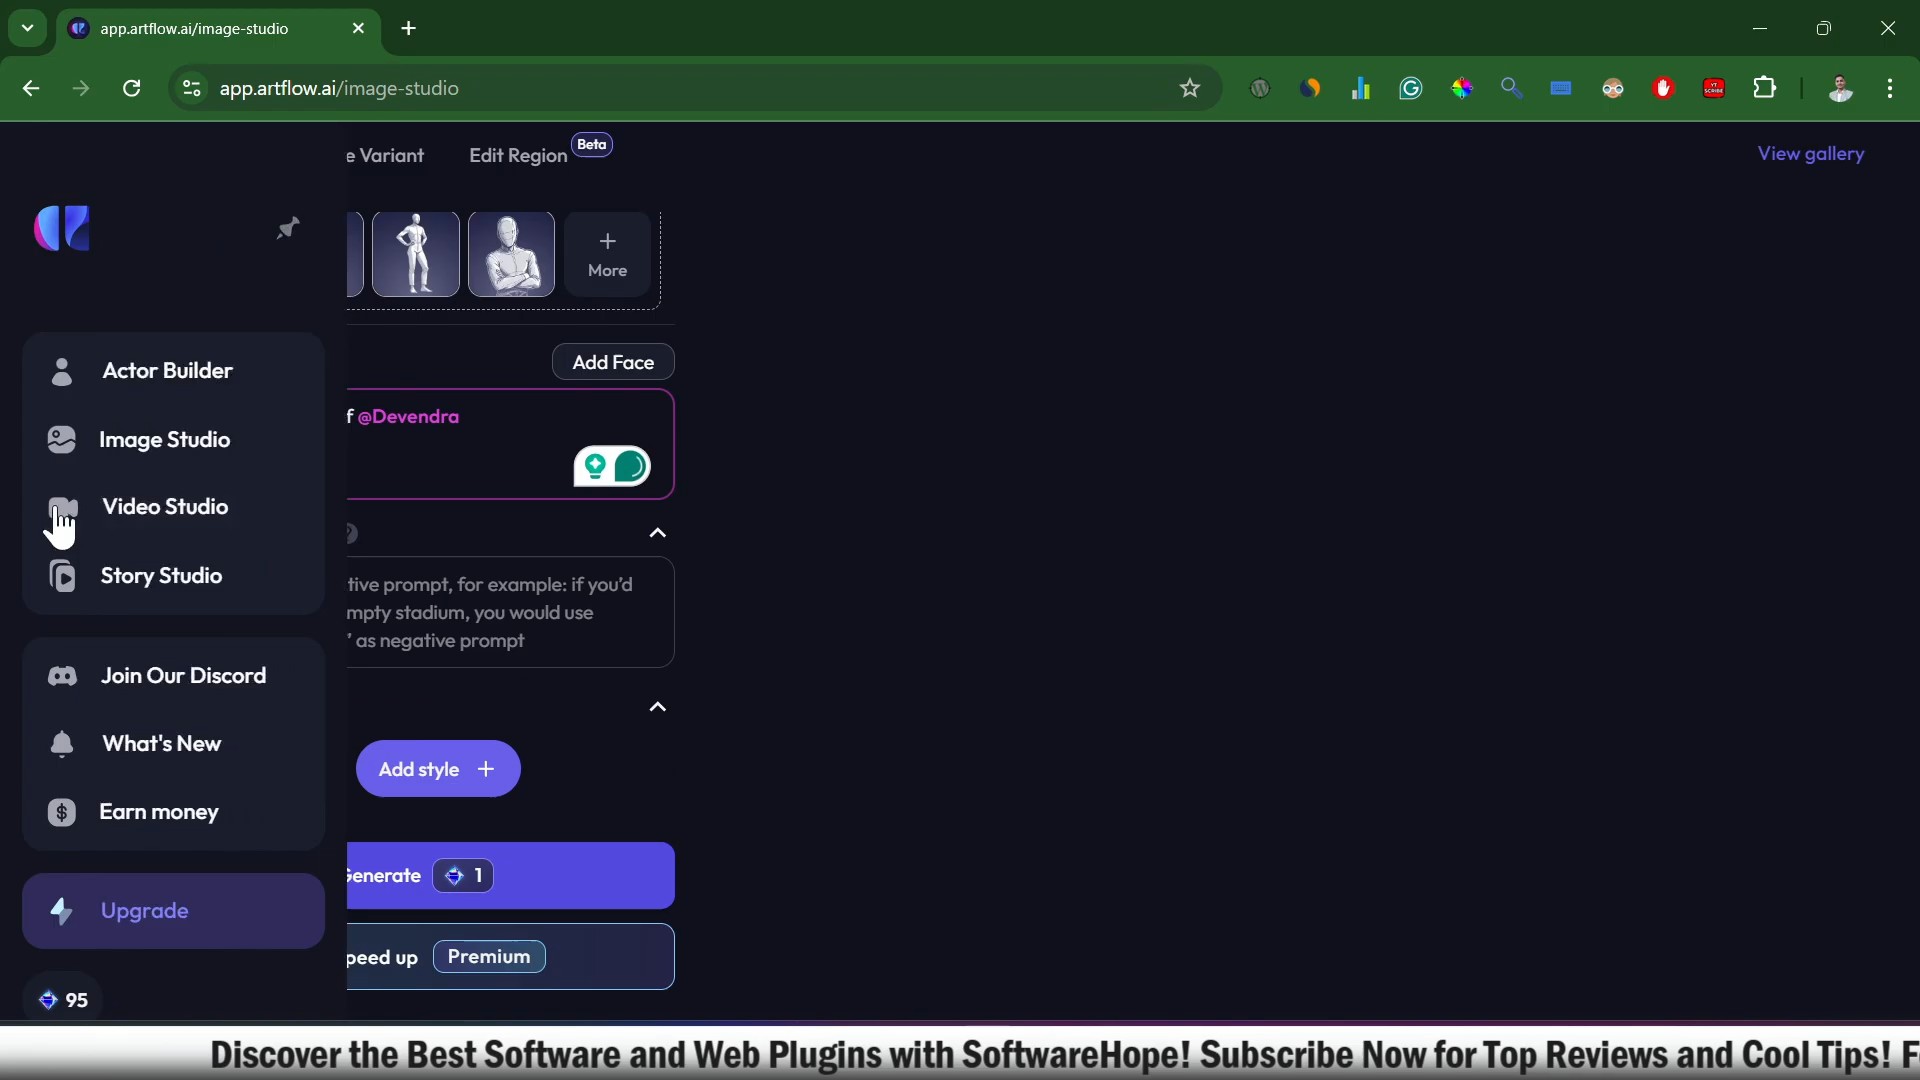 app.artflow.ai/image-studio
app.artflow.ai/image-studio
YT
SCRIBE
e Variant
Edit Region
Beta
View gallery
More
Actor Builder
Image Studio
Video Studio
Story Studio
Add Face
f @Devendra
tive prompt, for example: if you'd
mpty stadium, you would use
' as negative prompt
Join Our Discord
What's New
Earn money
Add style
Generate
1
Upgrade
peed up
Premium
95
Discover the Best Software and Web Plugins with SoftwareHope! Subscribe Now for Top Reviews and Cool Tips! F